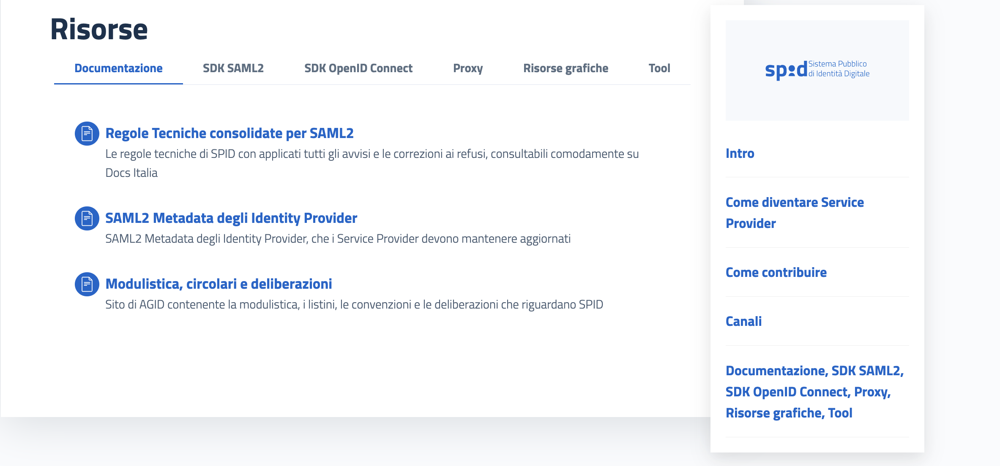 Risorse
Documentazione SDK SAML2 SDK OpenID Connect Proxy Risorse grafiche Tool
Regole Tecniche consolidate per SAML2
Le regole tecniche di SPID con applicati tutti gli avvisi e le correzioni ai refusi, consultabili comodamente su
Docs Italia
SAML2 Metadata degli Identity Provider
SAML2 Metadata degli Identity Provider, che i Service Provider devono mantenere aggiornati
Modulistica, circolari e deliberazioni
Sito di AGID contenente la modulistica, i listini, le convenzioni e le deliberazioni che riguardano SPID
spid
Sistema Pubblico
di Identità Digitale
Intro
Come diventare Service
Provider
Come contribuire
Canali
Documentazione, SDK SAML2,
SDK OpenID Connect, Proxy,
Risorse grafiche, Tool